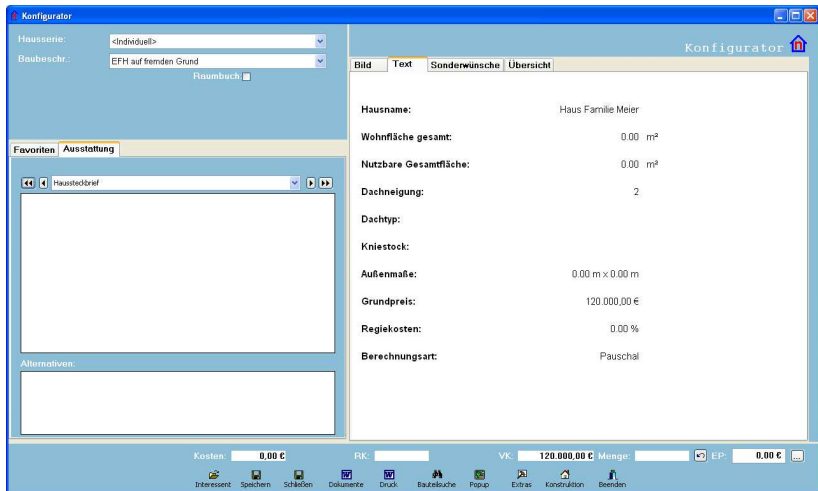 Konfigurator
Hausserie: <Individuell>
Baubeschr.: EFH auf fremden Grund
Raumbuch
Konfigurator
Bild Text Sonderwünsche Übersicht
Hausname: Haus Familie Meier
Wohnfläche gesamt: 0.00 m²
Nutzbare Gesamtfläche: 0.00 m²
Dachneigung: 2
Dachtyp:
Kniestock:
Außenmaße: 0.00 m x 0.00 m
Grundpreis: 120.000,00 €
Regiekosten: 0.00 %
Berechnungsart: Pauschal
Favoriten Ausstattung
Haussteckbrief
Alternativen:
Kosten: 0,00 € RK: VK: 120.000,00 € Menge: EP: 0,00 € ...
Interessent Speichern Schließen Dokumente Druck Bauteilsuche Popup Extras Konstruktion Beenden